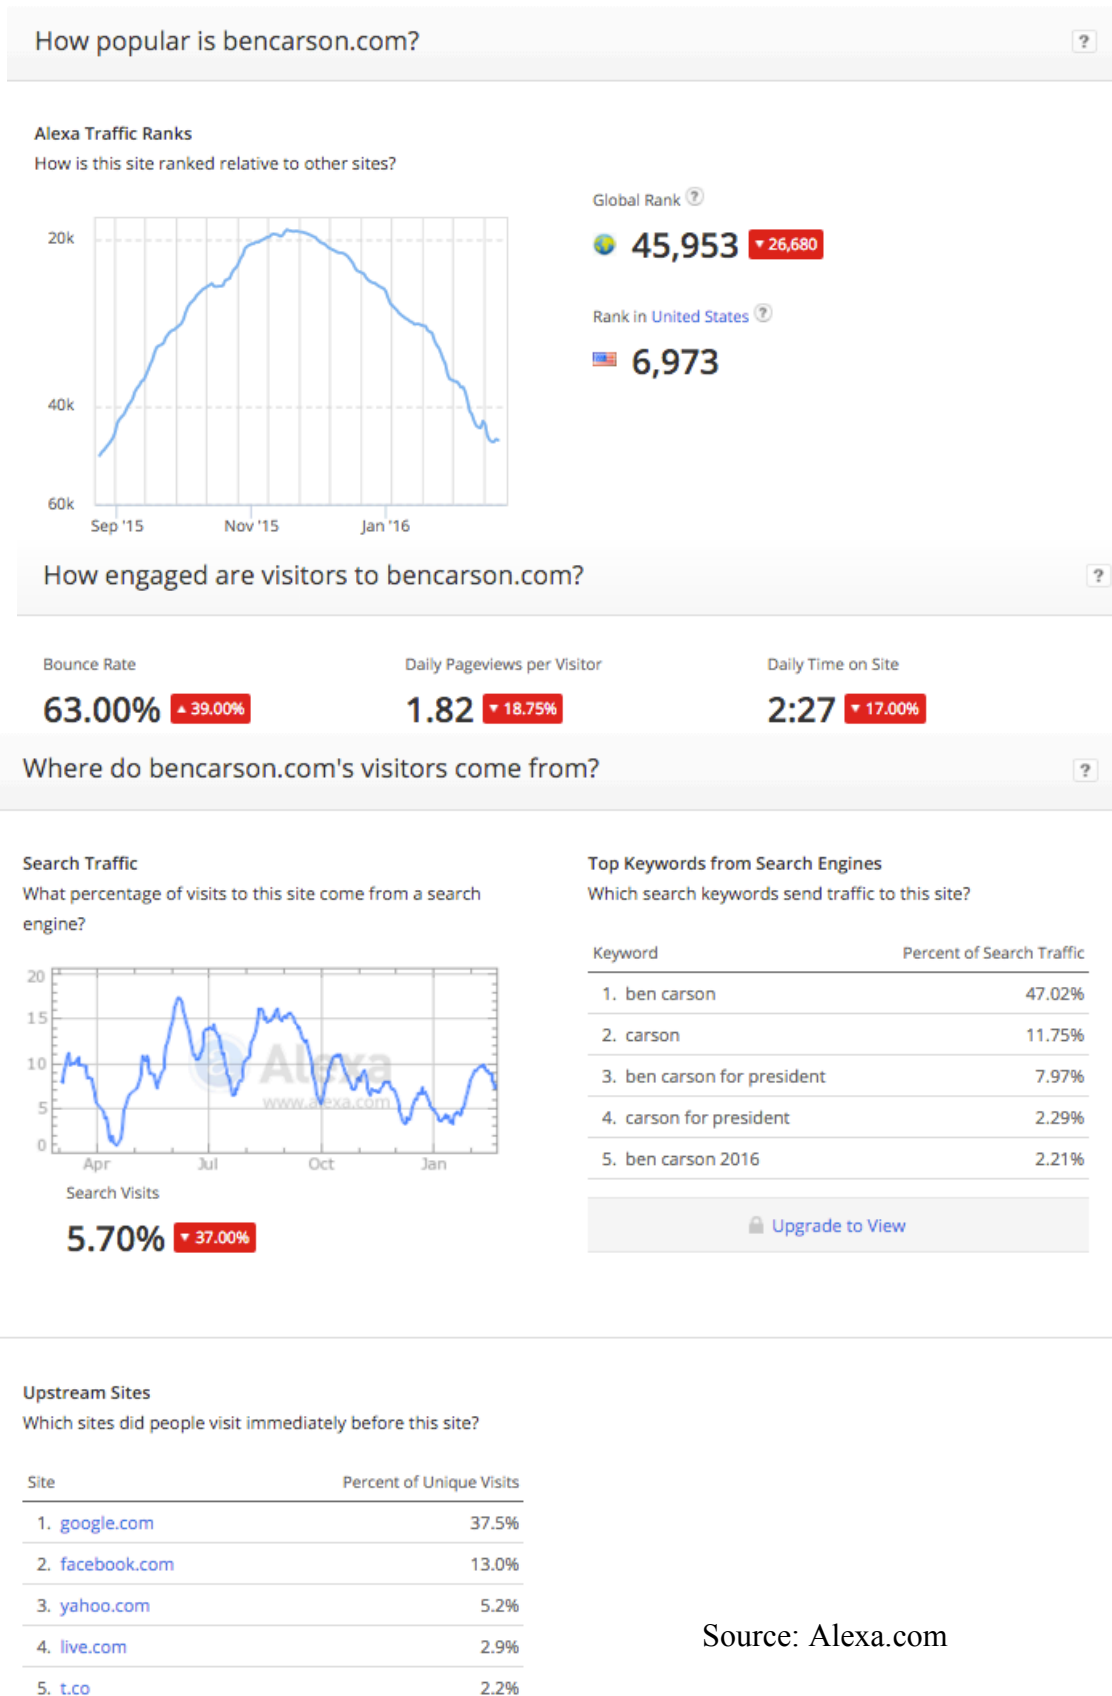 How popular is bencarson.com?
?
Alexa Traffic Ranks
How is this site ranked relative to other sites?
20k
40k
60k
Sep '15 Nov '15 Jan '16
Global Rank ?
45,953 ▼ 26,680
Rank in United States ?
6,973
How engaged are visitors to bencarson.com?
?
Bounce Rate
63.00% ▲ 39.00%
Daily Pageviews per Visitor
1.82 ▼ 18.75%
Daily Time on Site
2:27 ▼ 17.00%
Where do bencarson.com's visitors come from?
?
Search Traffic
What percentage of visits to this site come from a search
engine?
20
15
10
5
0
Apr Jul Oct Jan
a Alexa
www.alexa.com
Search Visits
5.70% ▼ 37.00%
Top Keywords from Search Engines
Which search keywords send traffic to this site?
Keyword Percent of Search Traffic
1. ben carson 47.02%
2. carson 11.75%
3. ben carson for president 7.97%
4. carson for president 2.29%
5. ben carson 2016 2.21%
Upgrade to View
Upstream Sites
Which sites did people visit immediately before this site?
Site Percent of Unique Visits
1. google.com 37.5%
2. facebook.com 13.0%
3. yahoo.com 5.2%
4. live.com 2.9%
5. t.co 2.2%
Source: Alexa.com